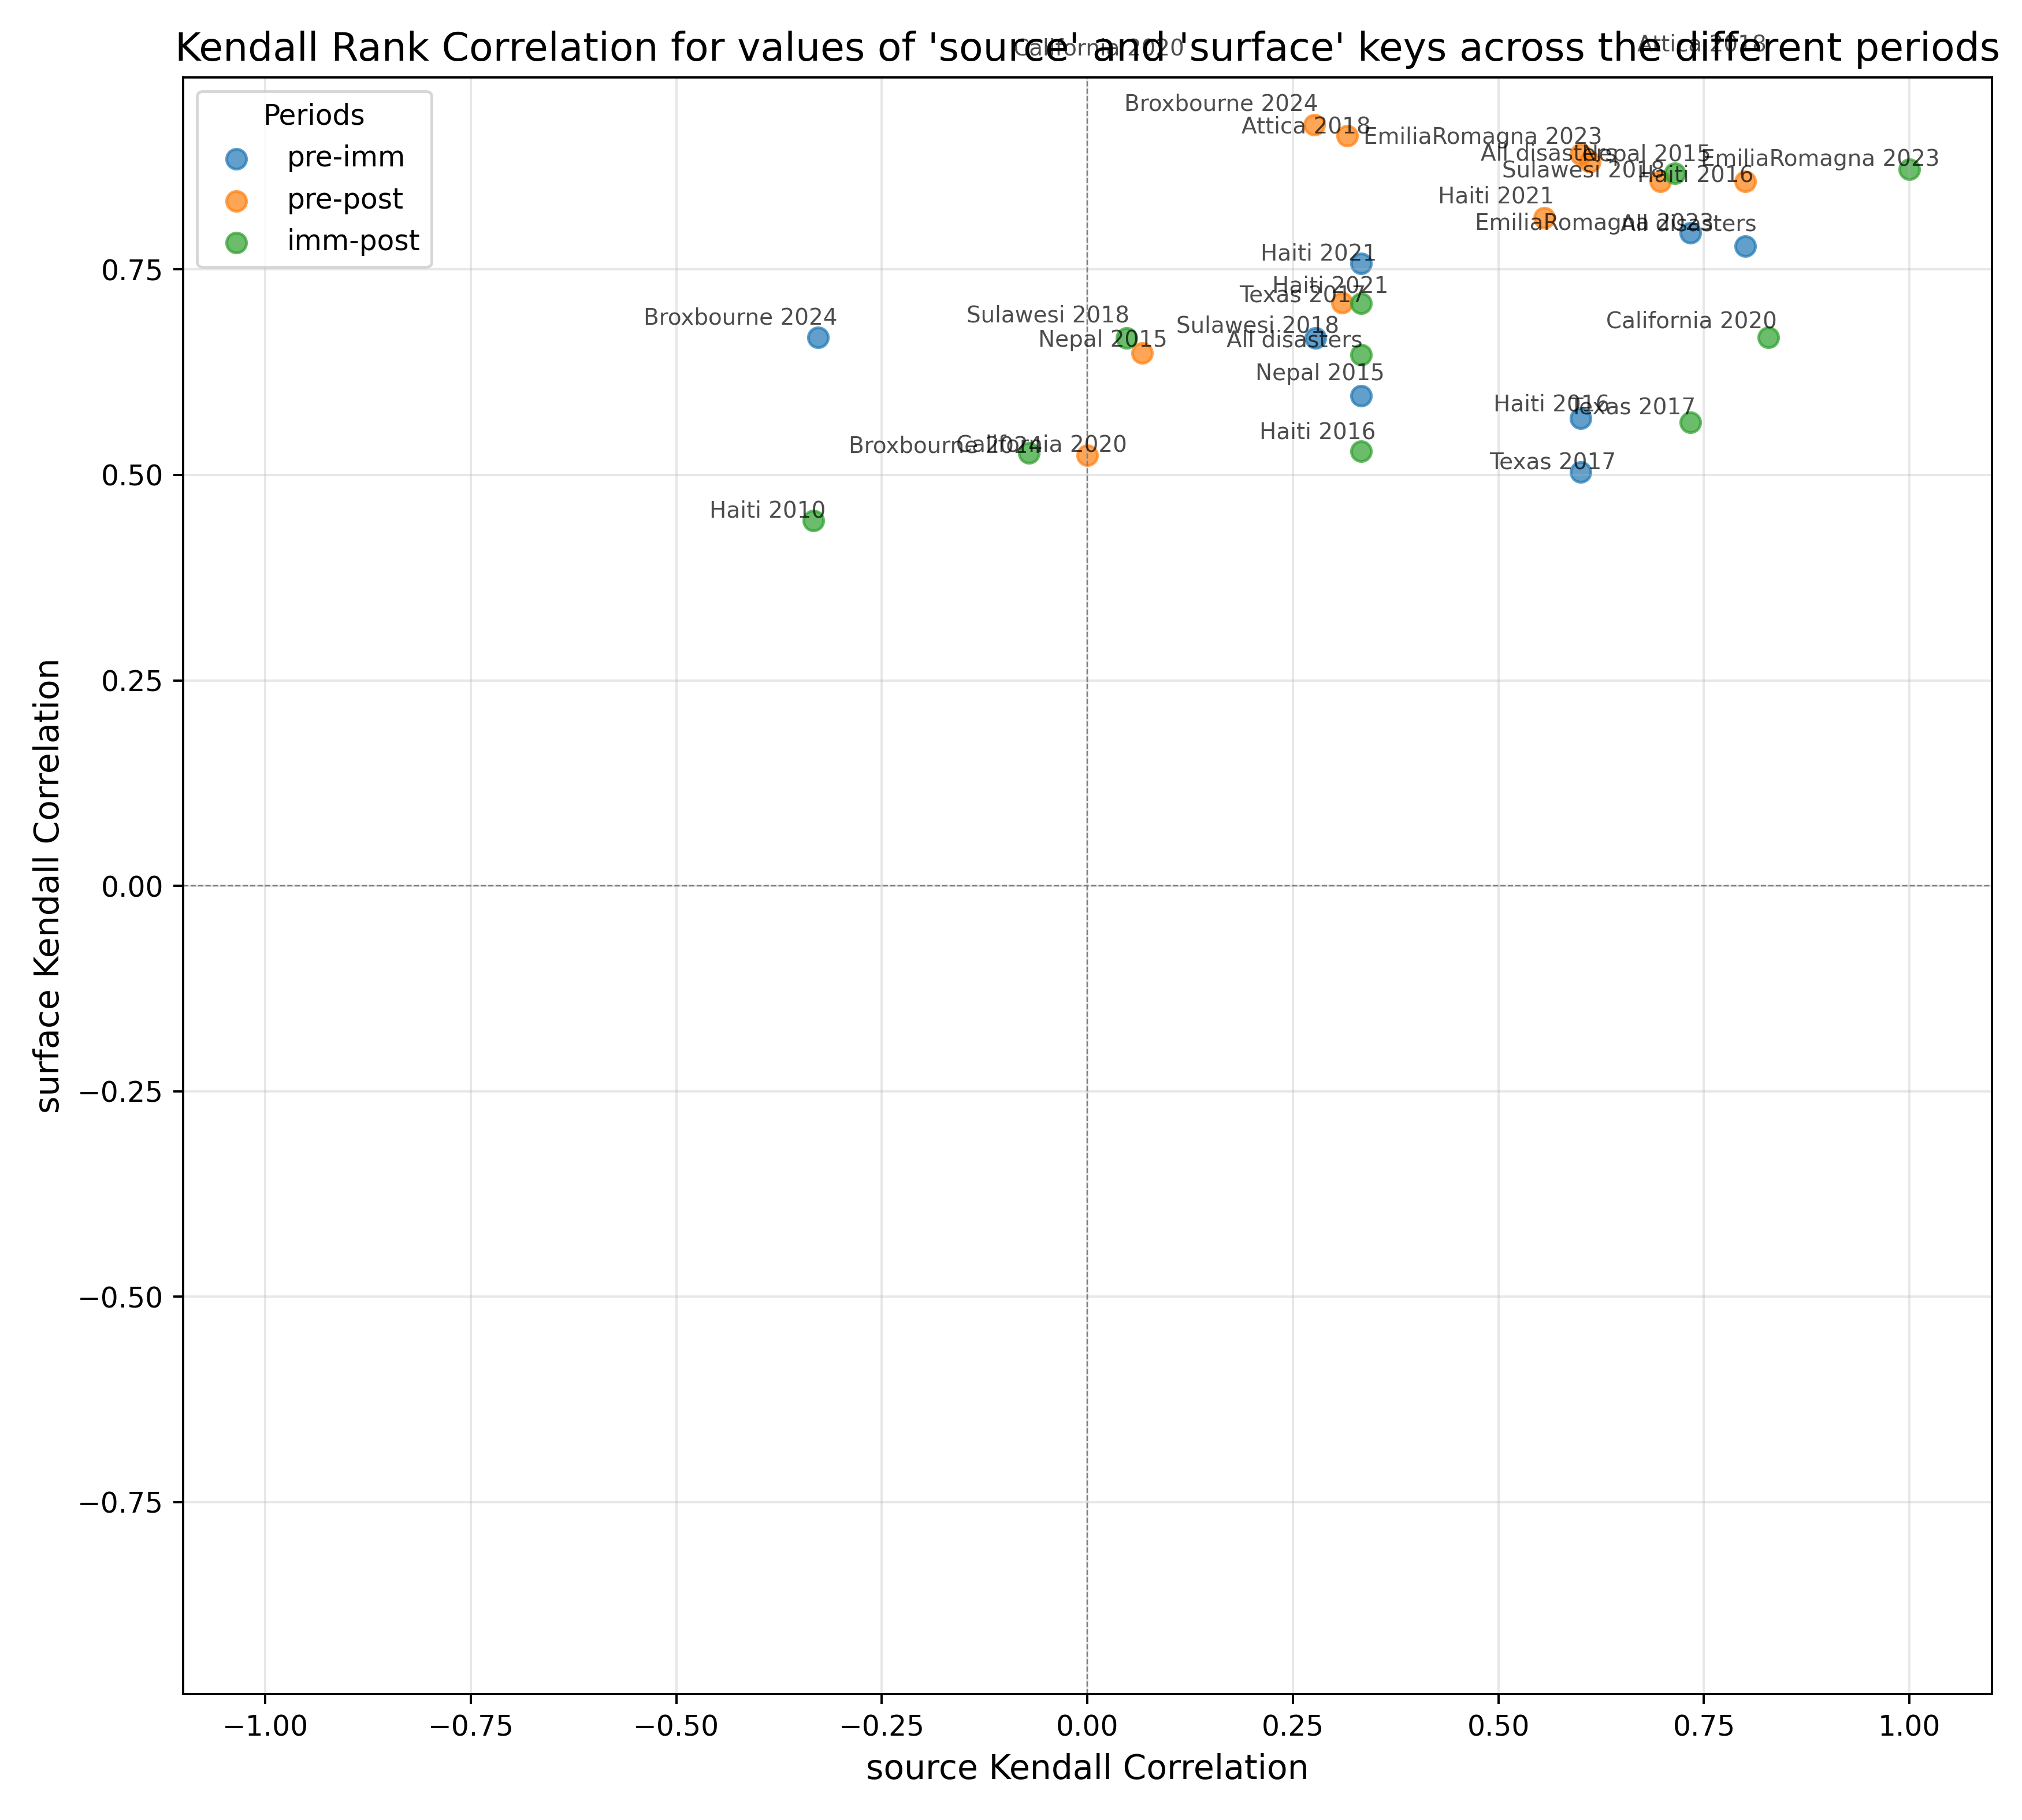 Kendall Rank Correlation for values of 'source' and 'surface' keys across the different periods
California 2020
Attica 2018
Periods
pre-imm
pre-post
imm-post
Broxbourne 2024
Attica 2018
EmiliaRomagna 2023
All disasters
Nepal 2015
EmiliaRomagna 2023
Sulawesi 2018
Haiti 2016
Haiti 2021
EmiliaRomagna 2023
All disasters
Haiti 2021
Haiti 2021
Texas 2017
Broxbourne 2024
Sulawesi 2018
Sulawesi 2018
California 2020
Nepal 2015
All disasters
Nepal 2015
Haiti 2016
Texas 2017
Haiti 2016
Broxbourne 2024
California 2020
Texas 2017
Haiti 2010
0.75
0.50
0.25
0.00
−0.25
−0.50
−0.75
surface Kendall Correlation
−1.00 −0.75 −0.50 −0.25 0.00 0.25 0.50 0.75 1.00
source Kendall Correlation